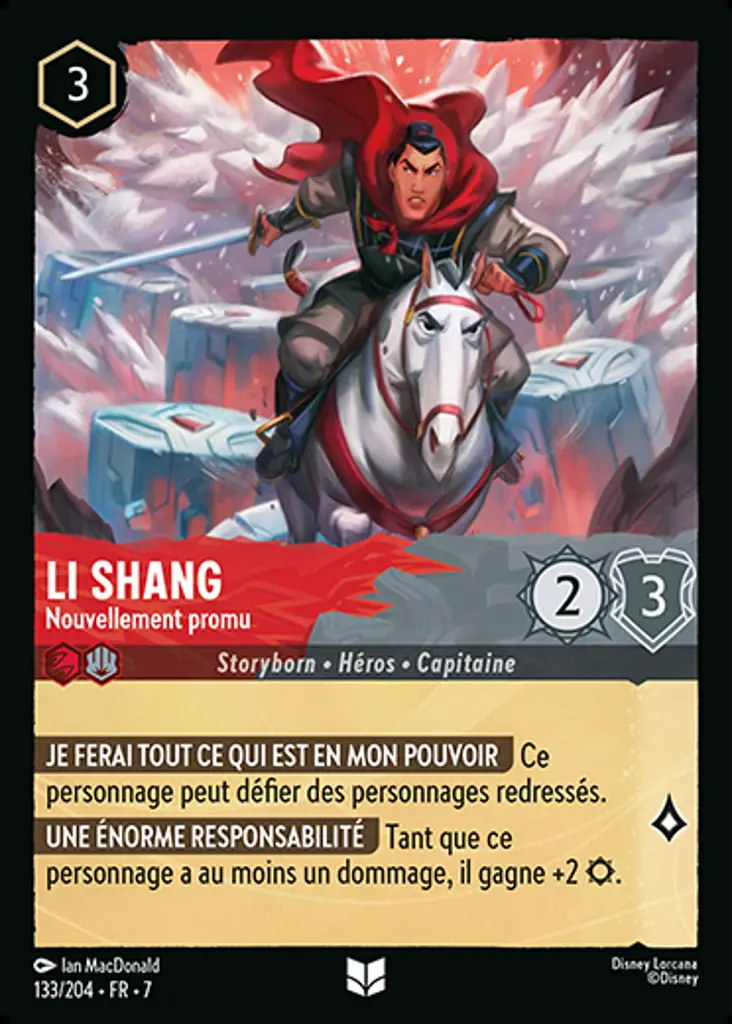 3
LI SHANG
Nouvellement promu
2
3
Storyborn • Héros • Capitaine
JE FERAI TOUT CE QUI EST EN MON POUVOIR Ce
personnage peut défier des personnages redressés.
UNE ÉNORME RESPONSABILITÉ Tant que ce
personnage a au moins un dommage, il gagne +2 .
Ian MacDonald
133/204 • FR • 7
Disney Lorcana
©Disney